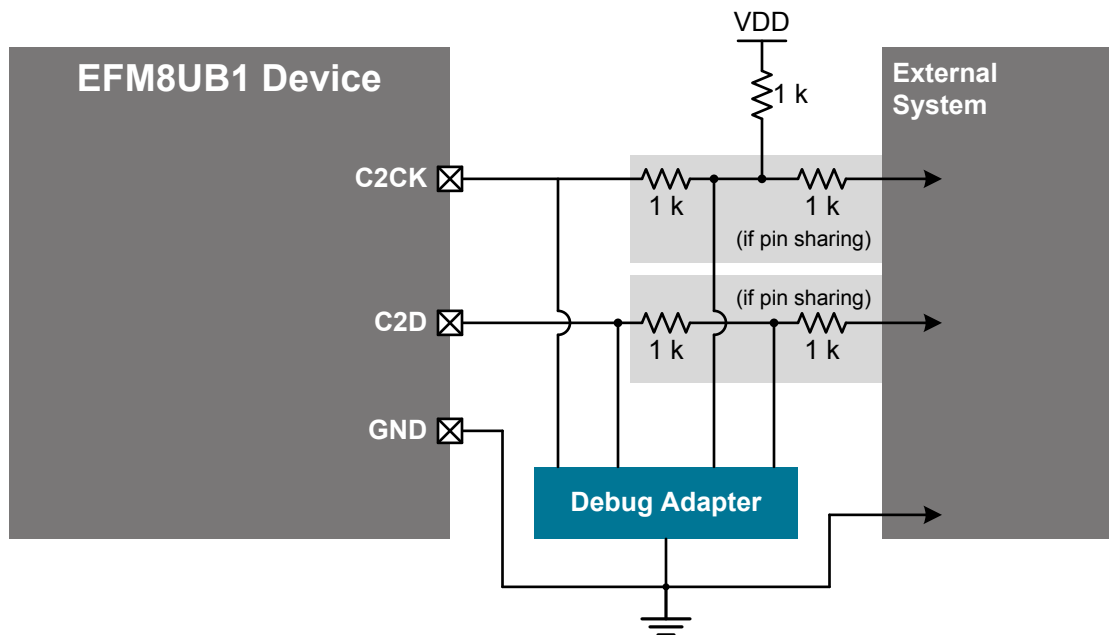 VDD
EFM8UB1 Device
External
System
1 k
C2CK
1 k
1 k
(if pin sharing)
(if pin sharing)
C2D
1 k
1 k
GND
Debug Adapter